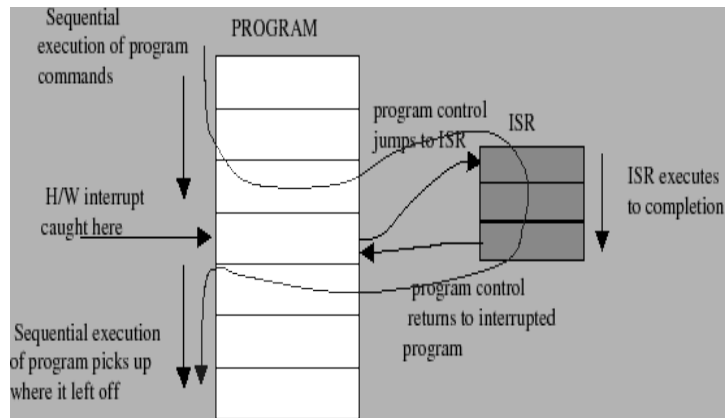 Sequential
execution of program
commands
PROGRAM
program control
jumps to ISR
ISR
H/W interrupt
caught here
ISR executes
to completion
program control
returns to interrupted
program
Sequential execution
of program picks up
where it left off